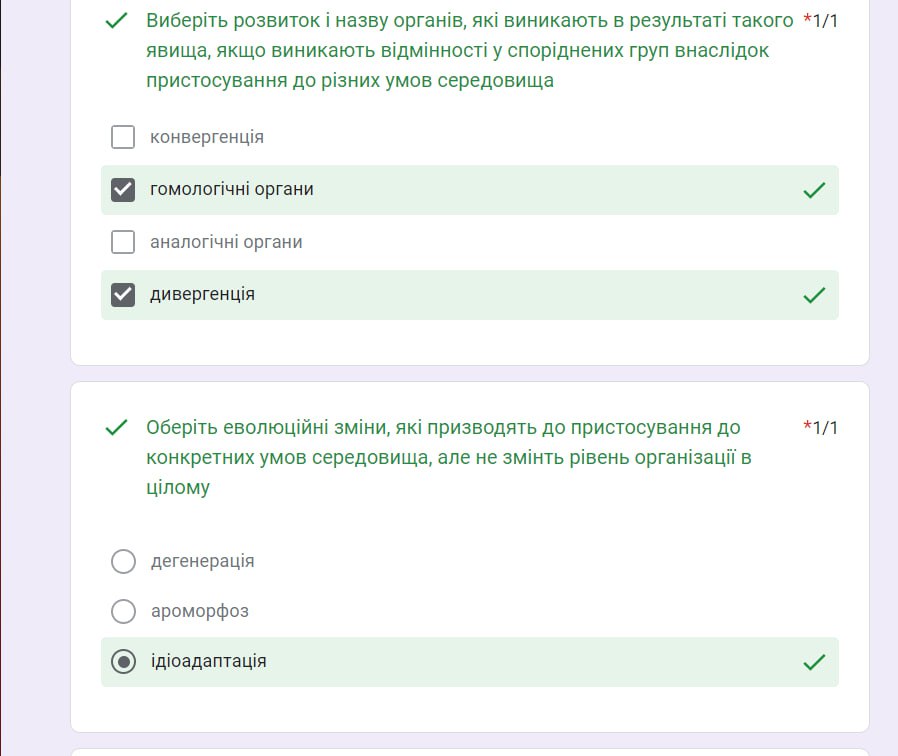 Виберіть розвиток і назву органів, які виникають в результаті такого *1/1
явища, якщо виникають відмінності у споріднених груп внаслідок
пристосування до різних умов середовища
конвергенція
гомологічні органи
аналогічні органи
дивергенція
Оберіть еволюційні зміни, які призводять до пристосування до *1/1
конкретних умов середовища, але не змінть рівень організації в
цілому
дегенерація
ароморфоз
ідіоадаптація